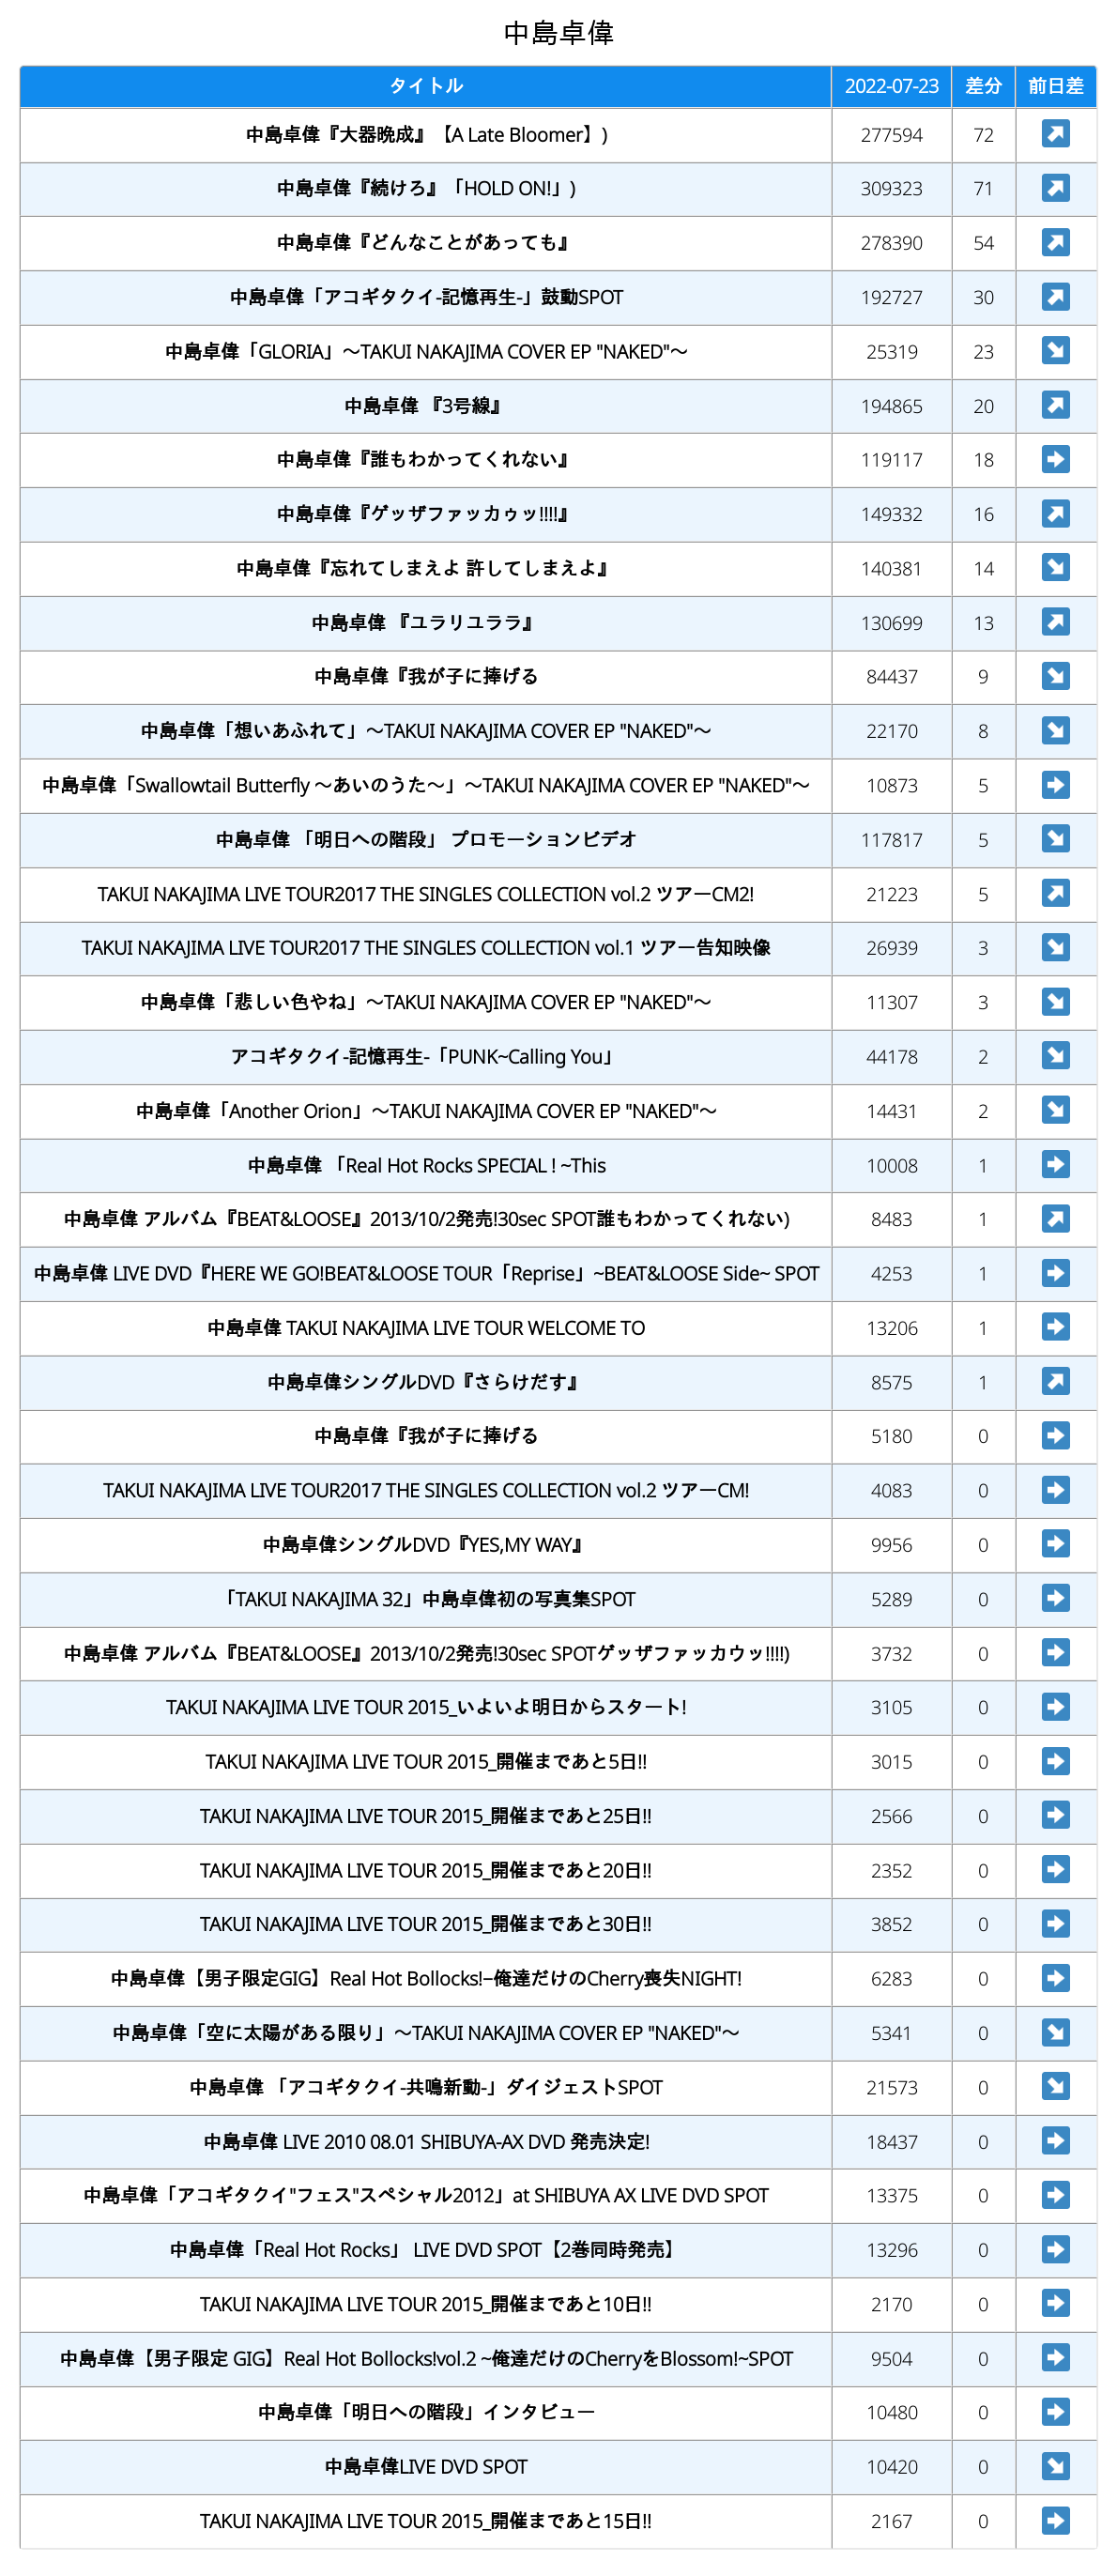 中島卓偉
タイトル 2022-07-23 差分 前日差
中島卓偉『大器晩成』【A Late Bloomer】) 277594 72
中島卓偉『続けろ』「HOLD ON!」) 309323 71
中島卓偉『どんなことがあっても』 278390 54
中島卓偉「アコギタクイ-記憶再生-」鼓動SPOT 192727 30
中島卓偉「GLORIA」～TAKUI NAKAJIMA COVER EP "NAKED"～ 25319 23
中島卓偉 『3号線』 194865 20
中島卓偉『誰もわかってくれない』 119117 18
中島卓偉『ゲッザファッカゥッ!!!!』 149332 16
中島卓偉『忘れてしまえよ 許してしまえよ』 140381 14
中島卓偉 『ユラリユララ』 130699 13
中島卓偉『我が子に捧げる 84437 9
中島卓偉「想いあふれて」～TAKUI NAKAJIMA COVER EP "NAKED"～ 22170 8
中島卓偉「Swallowtail Butterfly ～あいのうた～」～TAKUI NAKAJIMA COVER EP "NAKED"～ 10873 5
中島卓偉 「明日への階段」 プロモーションビデオ 117817 5
TAKUI NAKAJIMA LIVE TOUR2017 THE SINGLES COLLECTION vol.2 ツアーCM2! 21223 5
TAKUI NAKAJIMA LIVE TOUR2017 THE SINGLES COLLECTION vol.1 ツアー告知映像 26939 3
中島卓偉「悲しい色やね」～TAKUI NAKAJIMA COVER EP "NAKED"～ 11307 3
アコギタクイ-記憶再生-「PUNK~Calling You」 44178 2
中島卓偉「Another Orion」～TAKUI NAKAJIMA COVER EP "NAKED"～ 14431 2
中島卓偉 「Real Hot Rocks SPECIAL ! ~This 10008 1
中島卓偉 アルバム『BEAT&LOOSE』2013/10/2発売!30sec SPOT誰もわかってくれない) 8483 1
中島卓偉 LIVE DVD『HERE WE GO!BEAT&LOOSE TOUR「Reprise」~BEAT&LOOSE Side~ SPOT 4253 1
中島卓偉 TAKUI NAKAJIMA LIVE TOUR WELCOME TO 13206 1
中島卓偉シングルDVD『さらけだす』 8575 1
中島卓偉『我が子に捧げる 5180 0
TAKUI NAKAJIMA LIVE TOUR2017 THE SINGLES COLLECTION vol.2 ツアーCM! 4083 0
中島卓偉シングルDVD『YES,MY WAY』 9956 0
「TAKUI NAKAJIMA 32」中島卓偉初の写真集SPOT 5289 0
中島卓偉 アルバム『BEAT&LOOSE』2013/10/2発売!30sec SPOTゲッザファッカウッ!!!!) 3732 0
TAKUI NAKAJIMA LIVE TOUR 2015_いよいよ明日からスタート! 3105 0
TAKUI NAKAJIMA LIVE TOUR 2015_開催まであと5日!! 3015 0
TAKUI NAKAJIMA LIVE TOUR 2015_開催まであと25日!! 2566 0
TAKUI NAKAJIMA LIVE TOUR 2015_開催まであと20日!! 2352 0
TAKUI NAKAJIMA LIVE TOUR 2015_開催まであと30日!! 3852 0
中島卓偉【男子限定GIG】Real Hot Bollocks!−俺達だけのCherry喪失NIGHT! 6283 0
中島卓偉「空に太陽がある限り」～TAKUI NAKAJIMA COVER EP "NAKED"～ 5341 0
中島卓偉 「アコギタクイ-共鳴新動-」ダイジェストSPOT 21573 0
中島卓偉 LIVE 2010 08.01 SHIBUYA-AX DVD 発売決定! 18437 0
中島卓偉「アコギタクイ"フェス"スペシャル2012」at SHIBUYA AX LIVE DVD SPOT 13375 0
中島卓偉「Real Hot Rocks」 LIVE DVD SPOT【2巻同時発売】 13296 0
TAKUI NAKAJIMA LIVE TOUR 2015_開催まであと10日!! 2170 0
中島卓偉【男子限定 GIG】Real Hot Bollocks!vol.2 ~俺達だけのCherryをBlossom!~SPOT 9504 0
中島卓偉「明日への階段」インタビュー 10480 0
中島卓偉LIVE DVD SPOT 10420 0
TAKUI NAKAJIMA LIVE TOUR 2015_開催まであと15日!! 2167 0